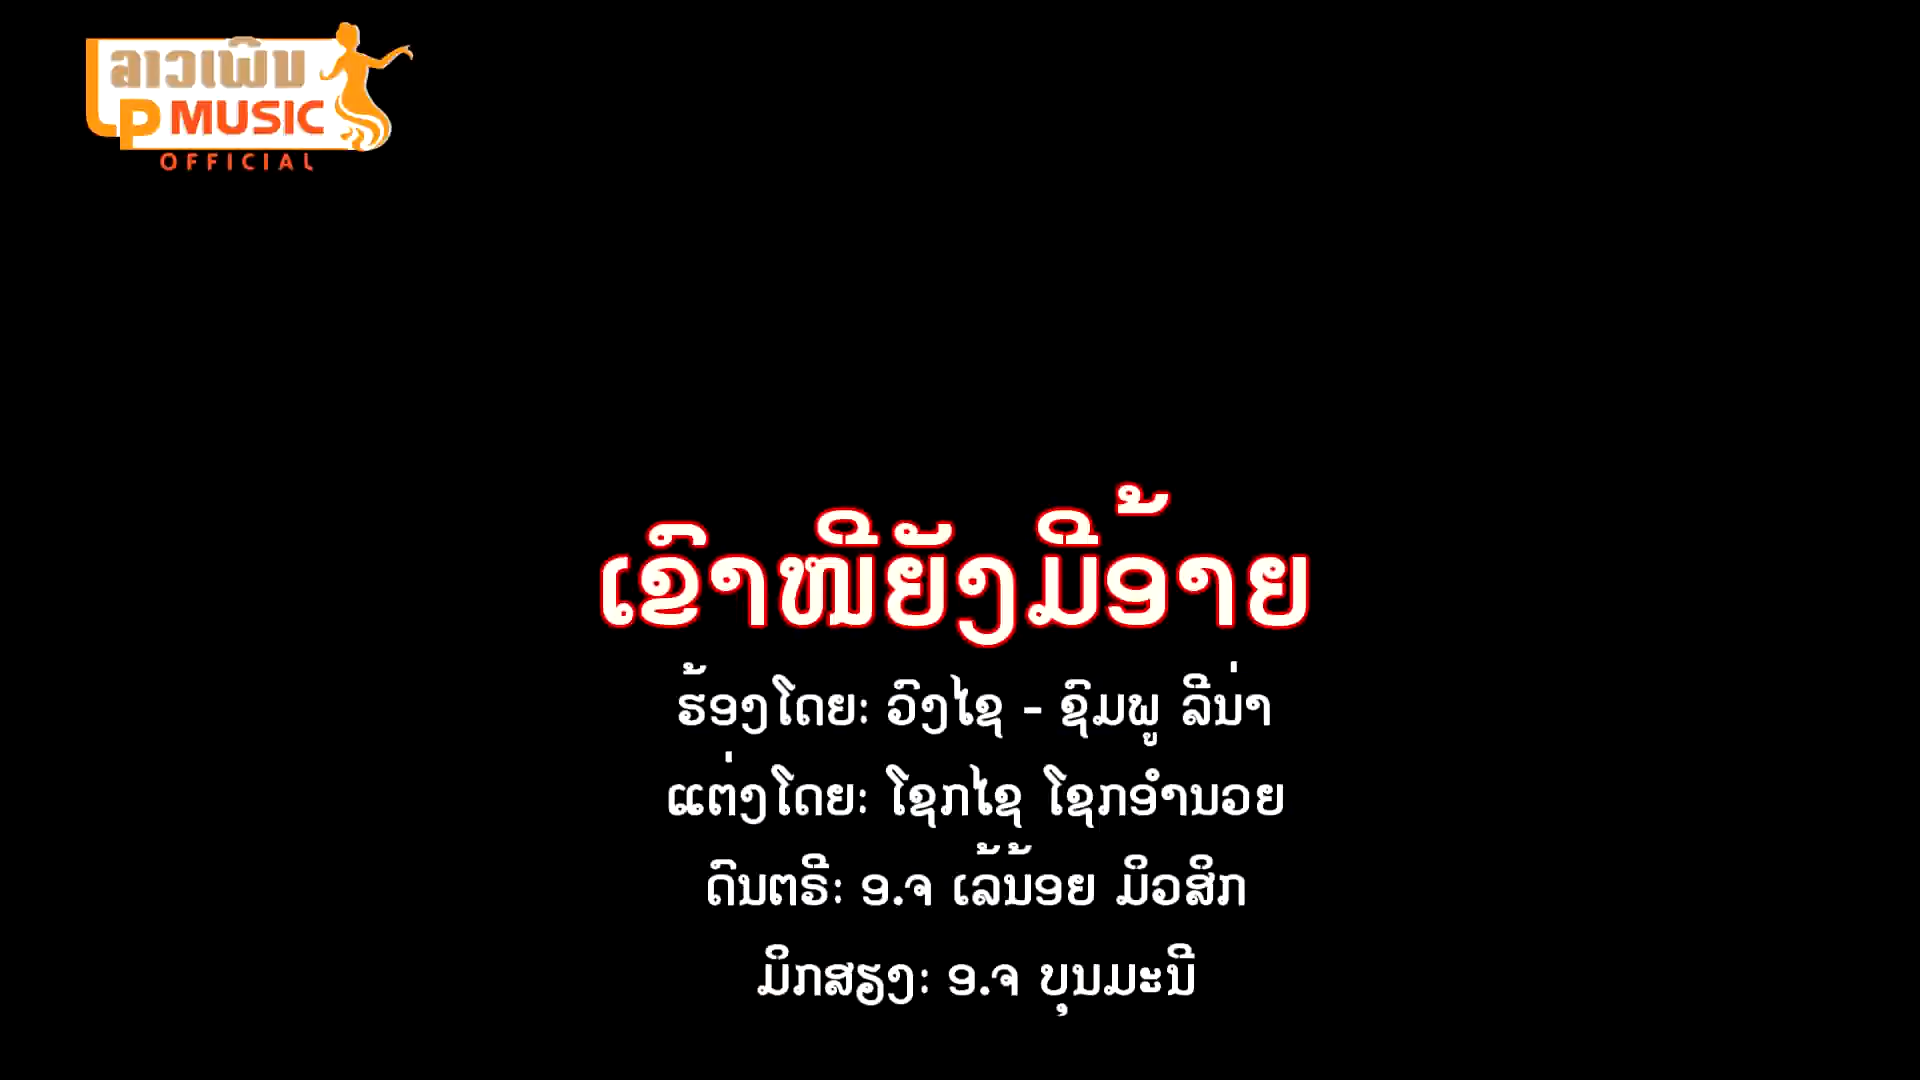 ລາວເພີນ
LP MUSIC
OFFICIAL
ເຂົາໜີຍັງມີອ້າຍ
ຮ້ອງໂດຍ: ວົງໄຊ - ຊົມພູ ລີນ່າ
ແຕ່ງໂດຍ: ໂຊກໄຊ ໂຊກອຳນວຍ
ດົນຕຣີ: ອ.ຈ ເລ້ນ້ອຍ ມິວສິກ
ມິກສຽງ: ອ.ຈ ບຸນມະນີ